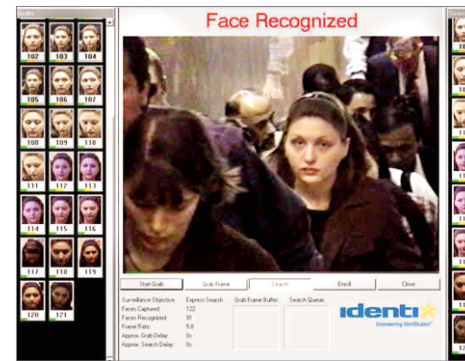 Face Recognized
102 103 104
105 106 107
108 109 110
111 112 113
114 115 116
117 118 119
120 121
Start Grab Grab Frame Search Enroll Close
Surveillance Objective: Express Search Grab Frame Buffer: Search Queue:
Faces Captured: 122
Faces Recognized: 91
Frame Rate: 5.8
Approx. Grab Delay: 0s
Approx. Search Delay: 0s
identix
Empowering Identification